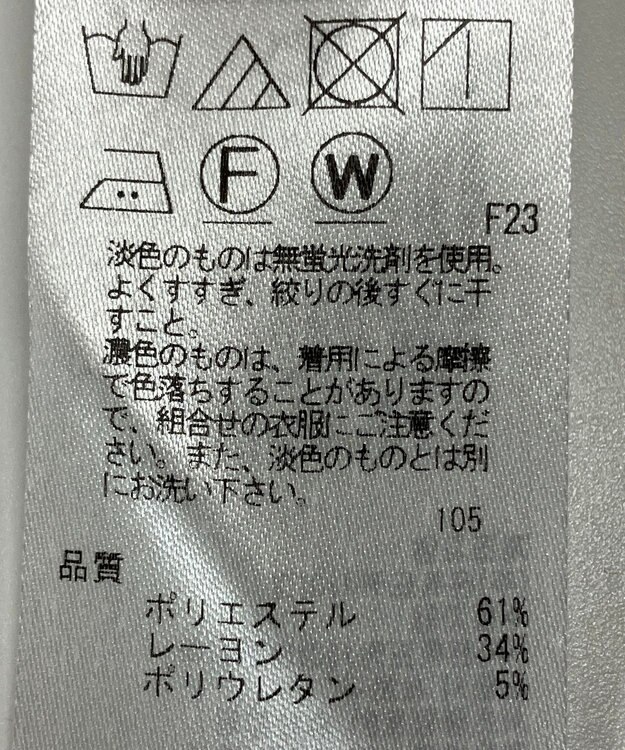 F W
F23
淡色のものは無蛍光洗剤を使用。
よくすすぎ、絞りの後すぐに干
すこと。
濃色のものは、着用による摩擦
で色落ちすることがありますの
で、組合せの衣服にご注意くだ
さい。また、淡色のものとは別
にお洗い下さい。
105
品質
ポリエステル 61%
レーヨン 34%
ポリウレタン 5%